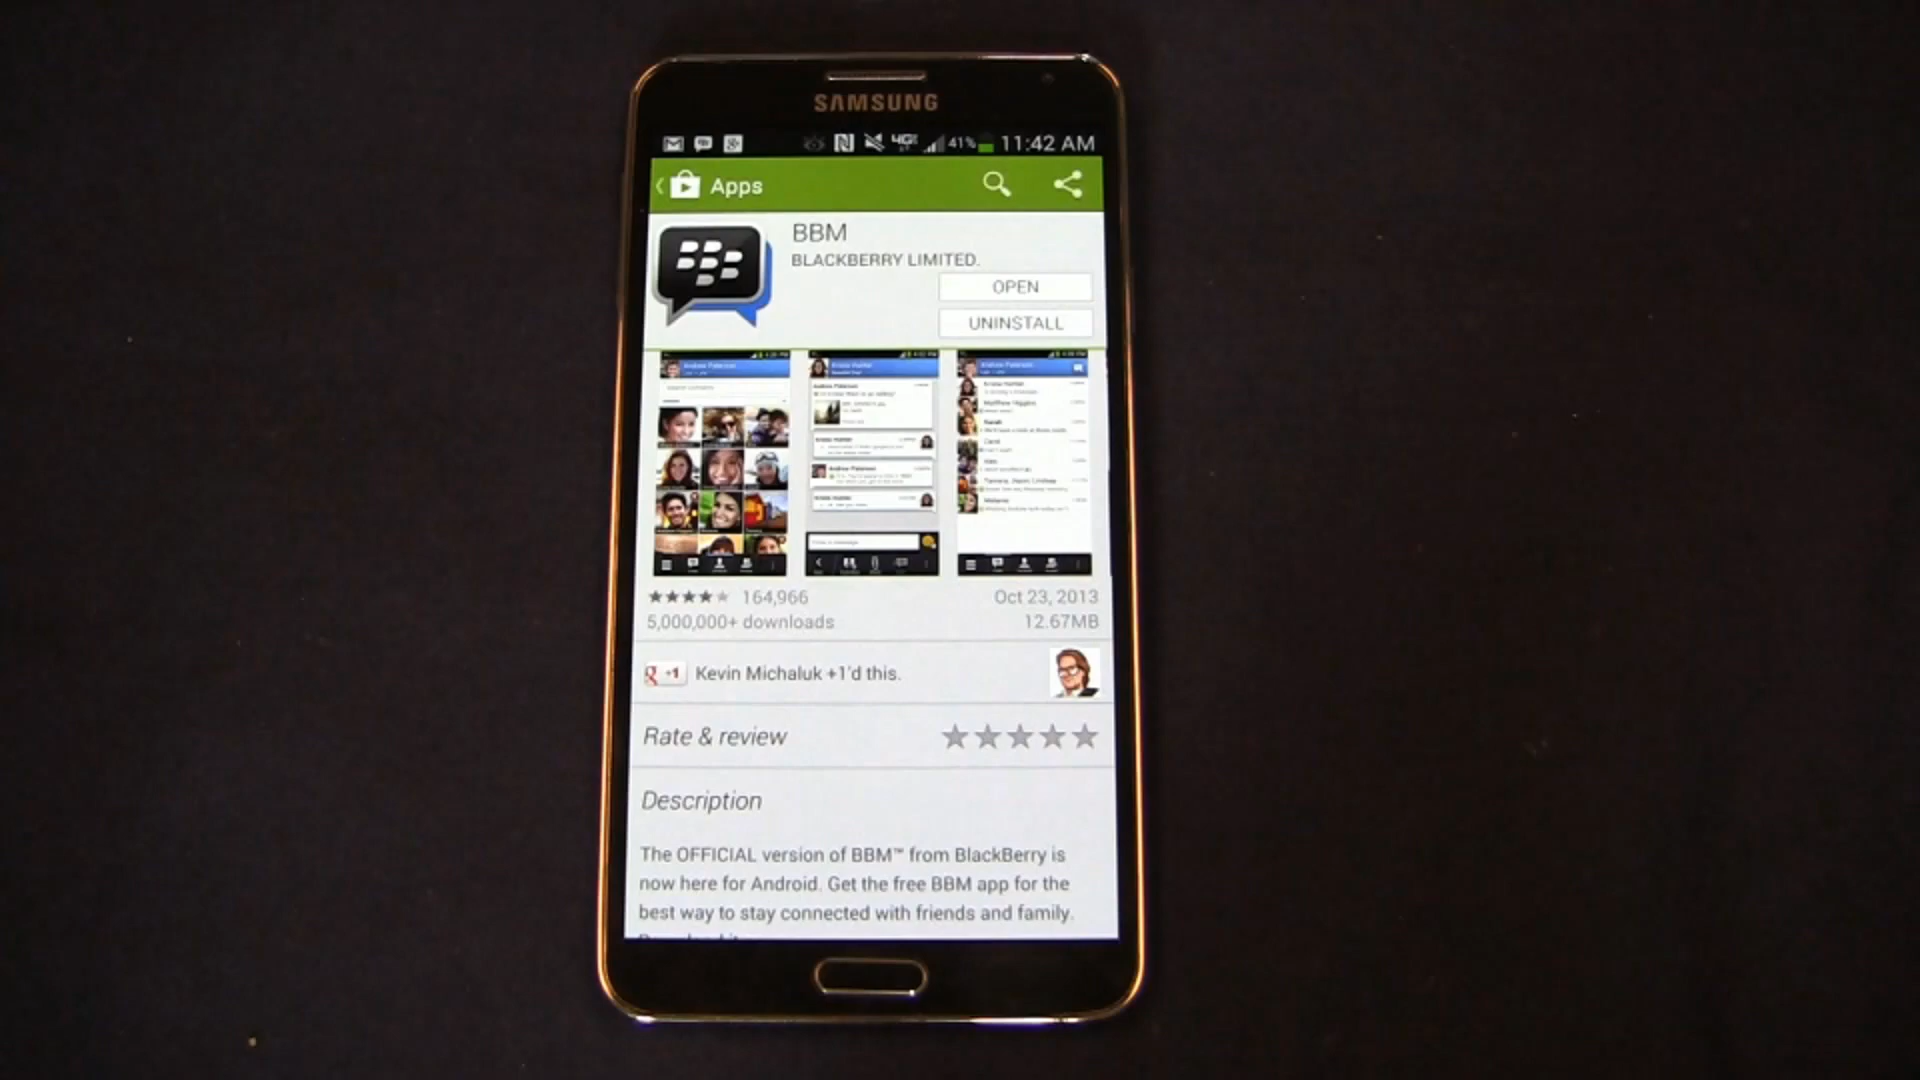 SAMSUNG
41% 11:42 AM
Apps
BBM
BLACKBERRY LIMITED.
OPEN
UNINSTALL
164,966
Oct 23, 2013
5,000,000+ downloads
12.67MB
+1 Kevin Michaluk +1'd this.
Rate & review
Description
The OFFICIAL version of BBM™ from BlackBerry is
now here for Android. Get the free BBM app for the
best way to stay connected with friends and family.